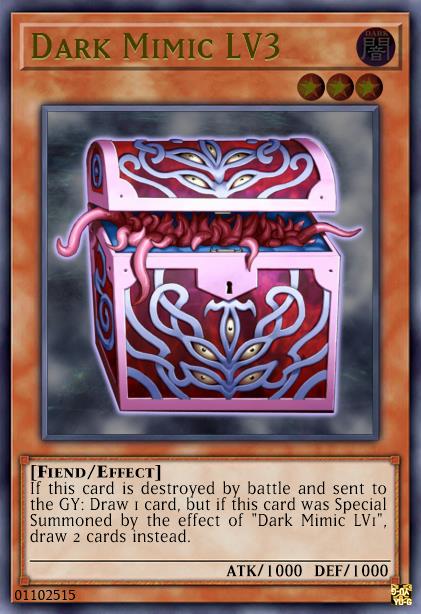 DARK MIMIC LV3
DARK
闇
[FIEND/EFFECT]
If this card is destroyed by battle and sent to
the GY: Draw 1 card, but if this card was Special
Summoned by the effect of "Dark Mimic LV1",
draw 2 cards instead.
ATK/1000 DEF/1000
01102515